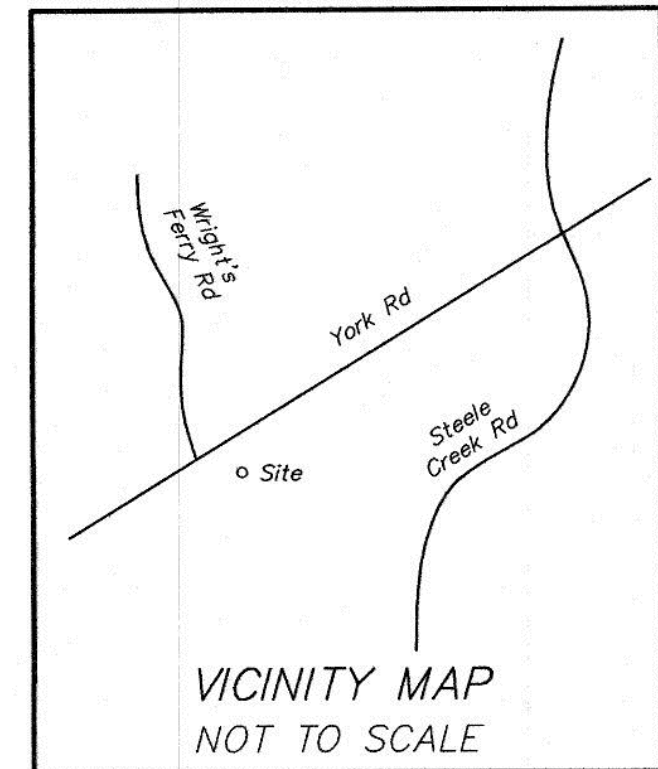 Wright's
Ferry Rd
York Rd
Steele
Creek Rd
Site
VICINITY MAP
NOT TO SCALE